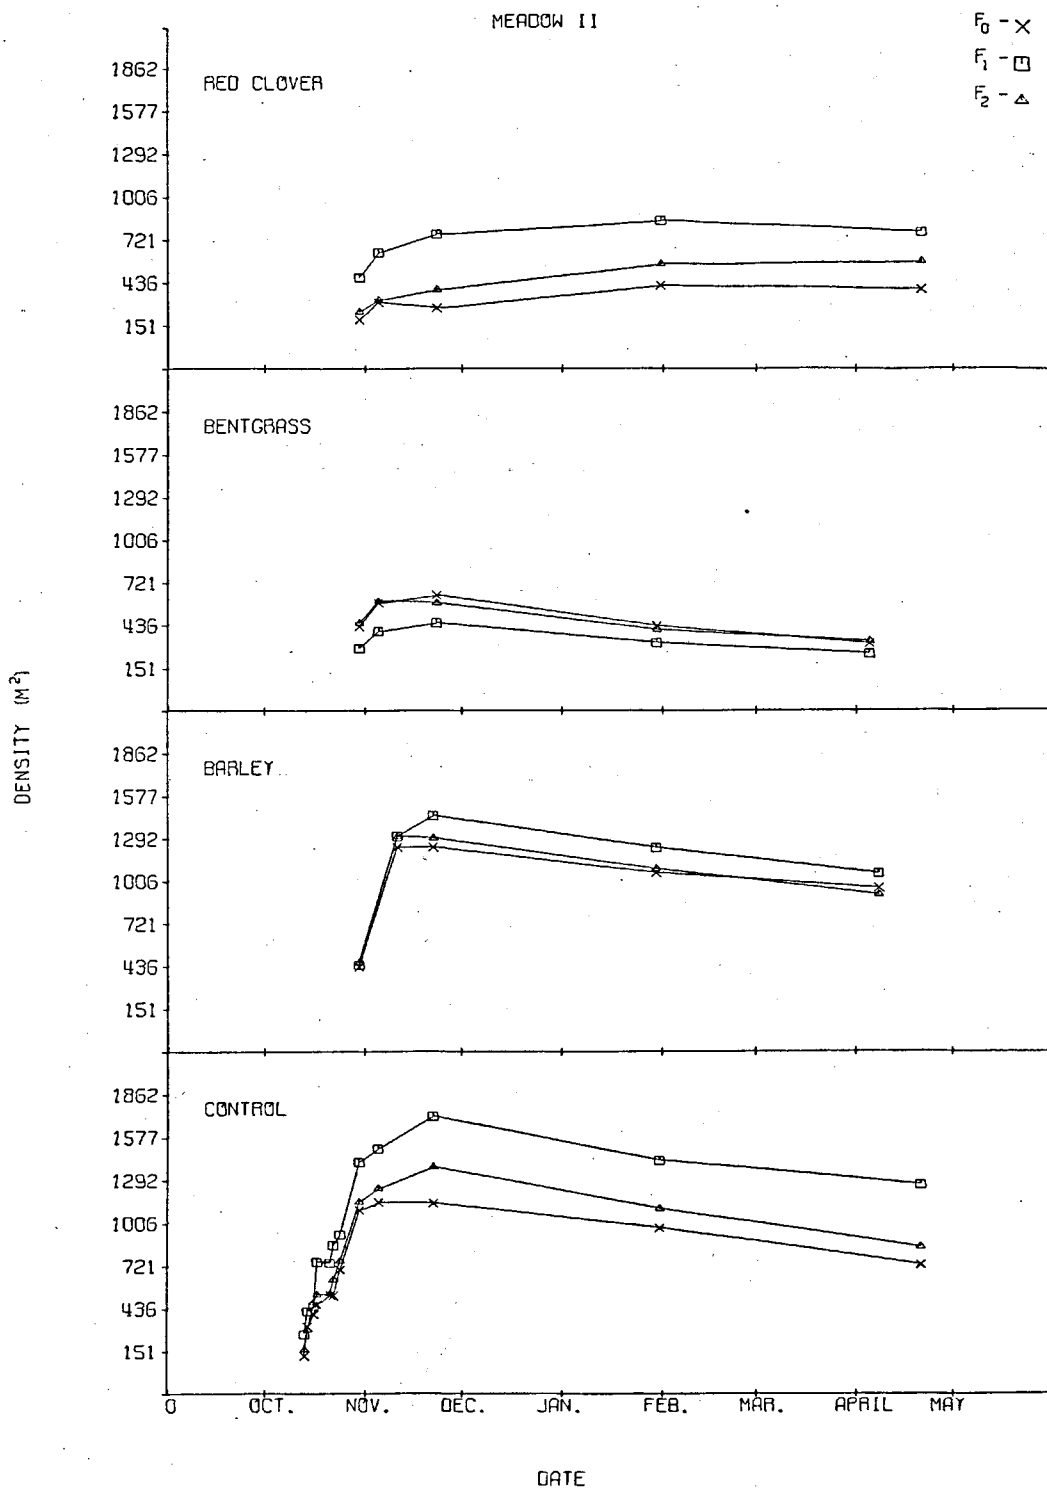 MEADOW II
F0 - ×
F1 - □
F2 - △
RED CLOVER
1862
1577
1292
1006
721
436
151
BENTGRASS
1862
1577
1292
1006
721
436
151
BARLEY
1862
1577
1292
1006
721
436
151
CONTROL
1862
1577
1292
1006
721
436
151
DENSITY (M²)
0 OCT. NOV. DEC. JAN. FEB. MAR. APRIL MAY
DATE